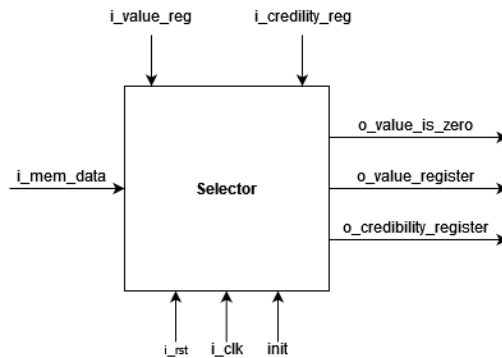 i_value_reg
i_credility_reg
o_value_is_zero
i_mem_data
Selector
o_value_register
o_credibility_register
i_rst
i_clk
init